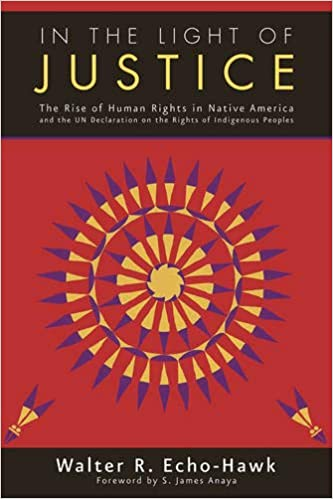 IN THE LIGHT OF
JUSTICE
The Rise of Human Rights in Native America
and the UN Declaration on the Rights of Indigenous Peoples
Walter R. Echo-Hawk
Foreword by S. James Anaya